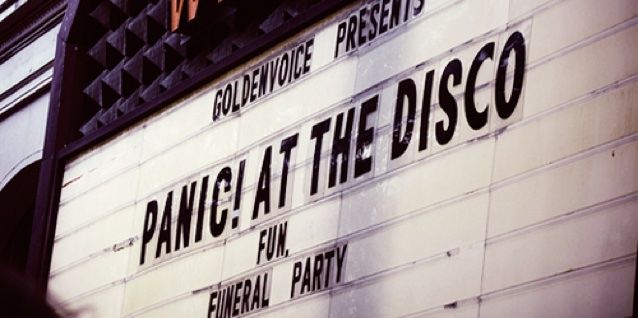 GOLDENVOICE PRESENTS
PANIC! AT THE DISCO
FUN.
FUNERAL PARTY